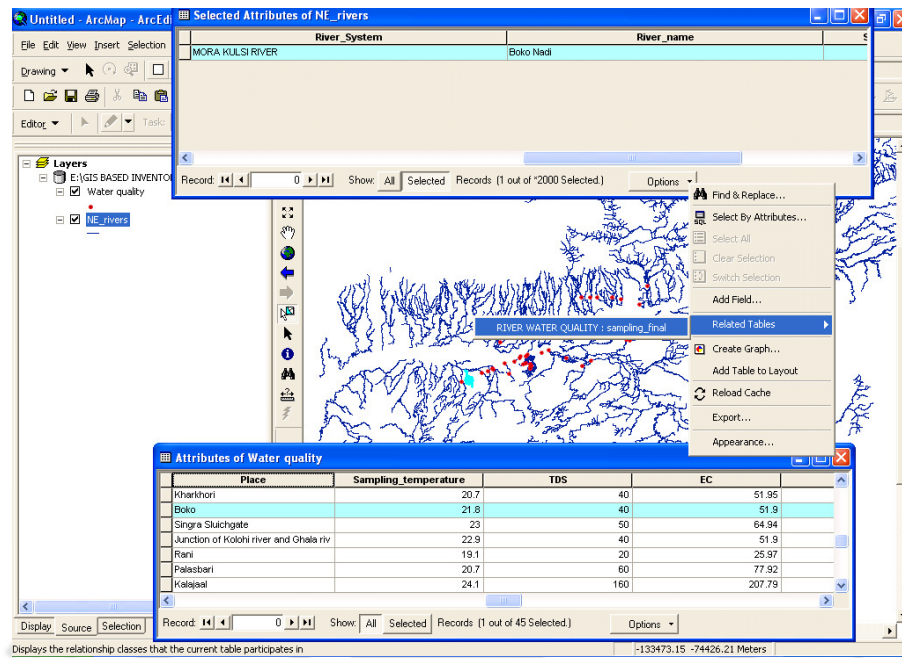 Untitled - ArcMap - ArcEdi
Selected Attributes of NE_rivers
File Edit View Insert Selection
River_System River_name S
MORA KULSI RIVER Boko Nadi
Drawing
Editor Task:
Layers
E:\GIS BASED INVENTO
Water quality
NE_rivers
Record: 0 Show: All Selected Records (1 out of *2000 Selected.) Options
Find & Replace...
SQL Select By Attributes...
Select All
Clear Selection
Switch Selection
Add Field...
Related Tables
RIVER WATER QUALITY : sampling_final
Create Graph...
Add Table to Layout
Reload Cache
Export...
Appearance...
Attributes of Water quality
Place Sampling_temperature TDS EC
Kharkhori 20.7 40 51.95
Boko 21.8 40 51.9
Singra Sluichgate 23 50 64.94
Junction of Kolohi river and Ghala riv 22.9 40 51.9
Rani 19.1 20 25.97
Palasbari 20.7 60 77.92
Kalajaal 24.1 160 207.79
Record: 0 Show: All Selected Records (1 out of 45 Selected.) Options
Display Source Selection
Displays the relationship classes that the current table participates in -133473.15 -74426.21 Meters